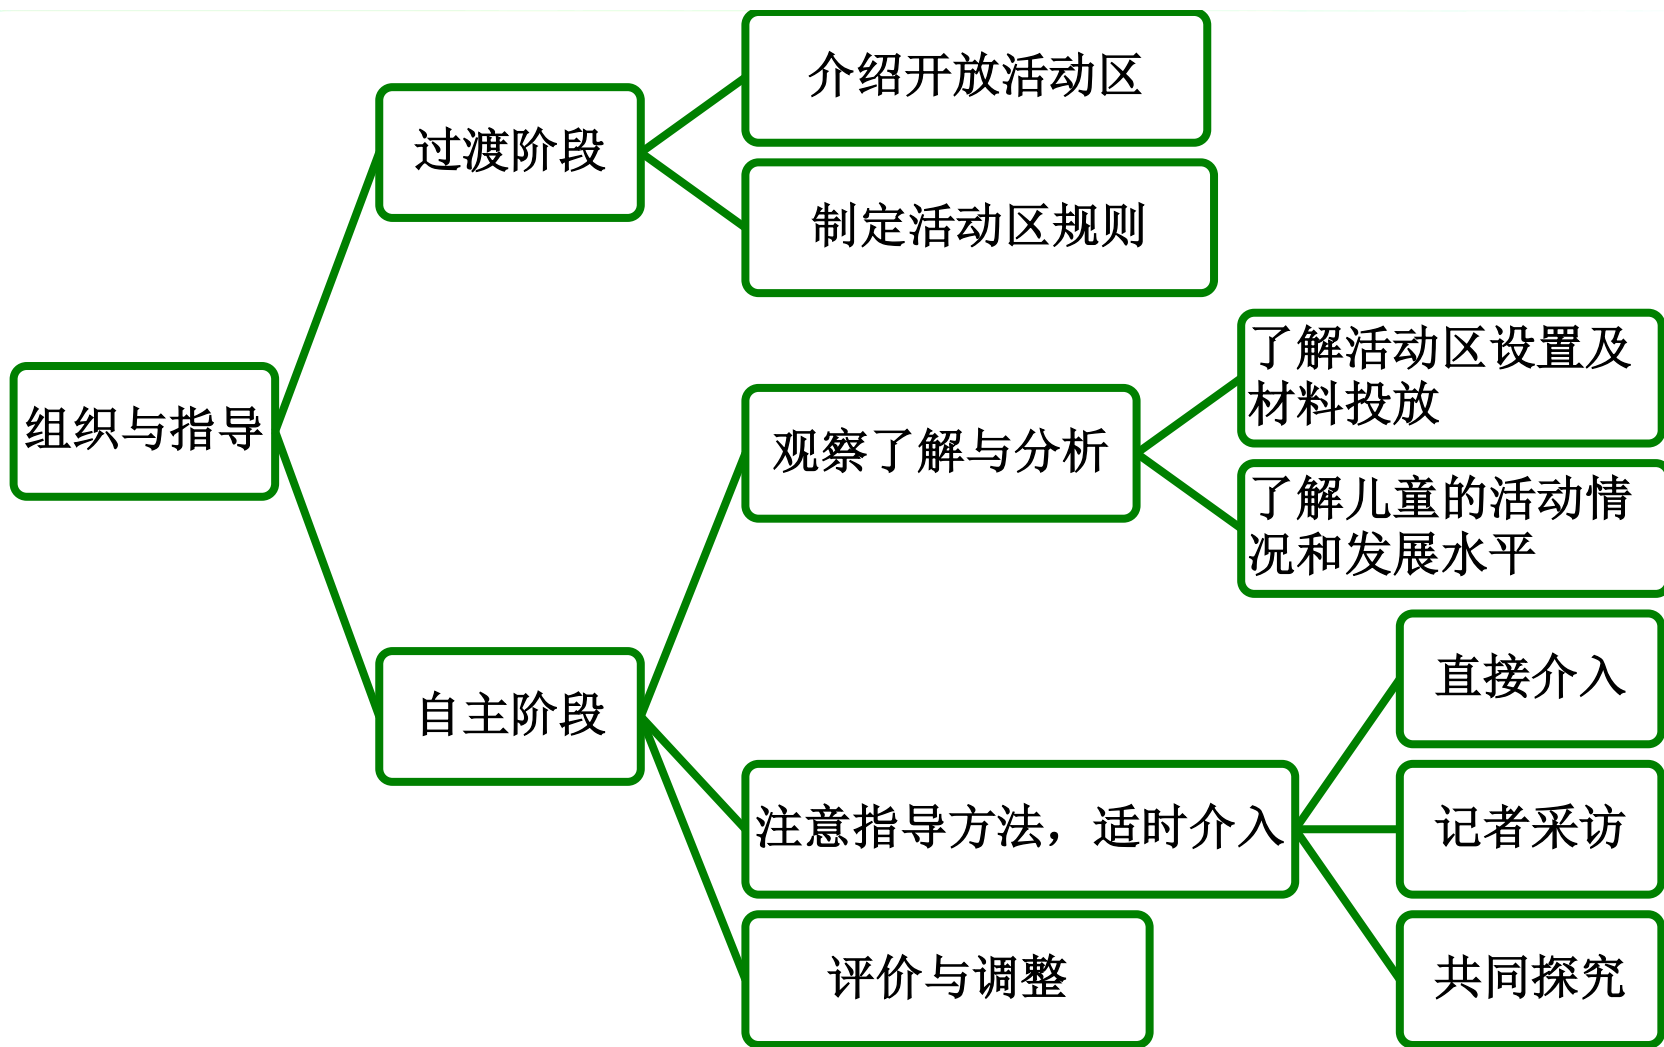 介绍开放活动区
过渡阶段
制定活动区规则
组织与指导
了解活动区设置及
材料投放
观察了解与分析
了解儿童的活动情
况和发展水平
自主阶段
直接介入
注意指导方法，适时介入
记者采访
评价与调整
共同探究